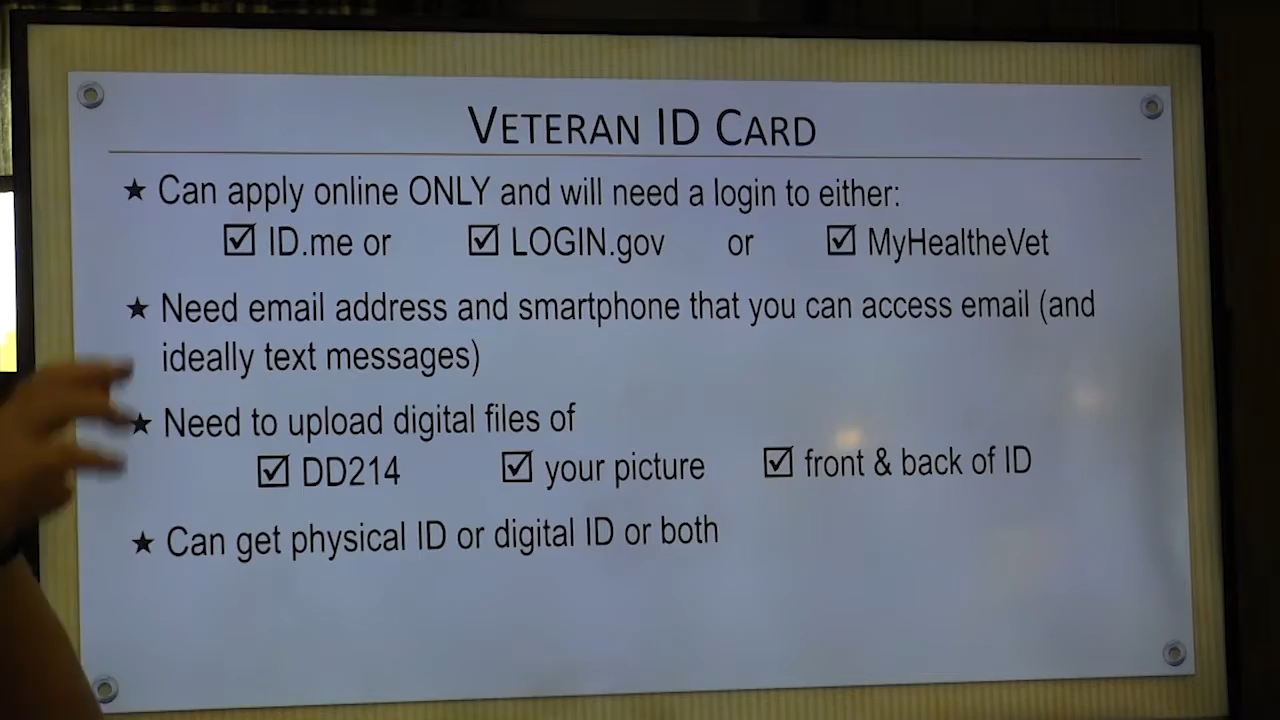 VETERAN ID CARD
★ Can apply online ONLY and will need a login to either:
☑ ID.me or ☑ LOGIN.gov or ☑ MyHealtheVet
★ Need email address and smartphone that you can access email (and
ideally text messages)
★ Need to upload digital files of
☑ DD214 ☑ your picture ☑ front & back of ID
★ Can get physical ID or digital ID or both